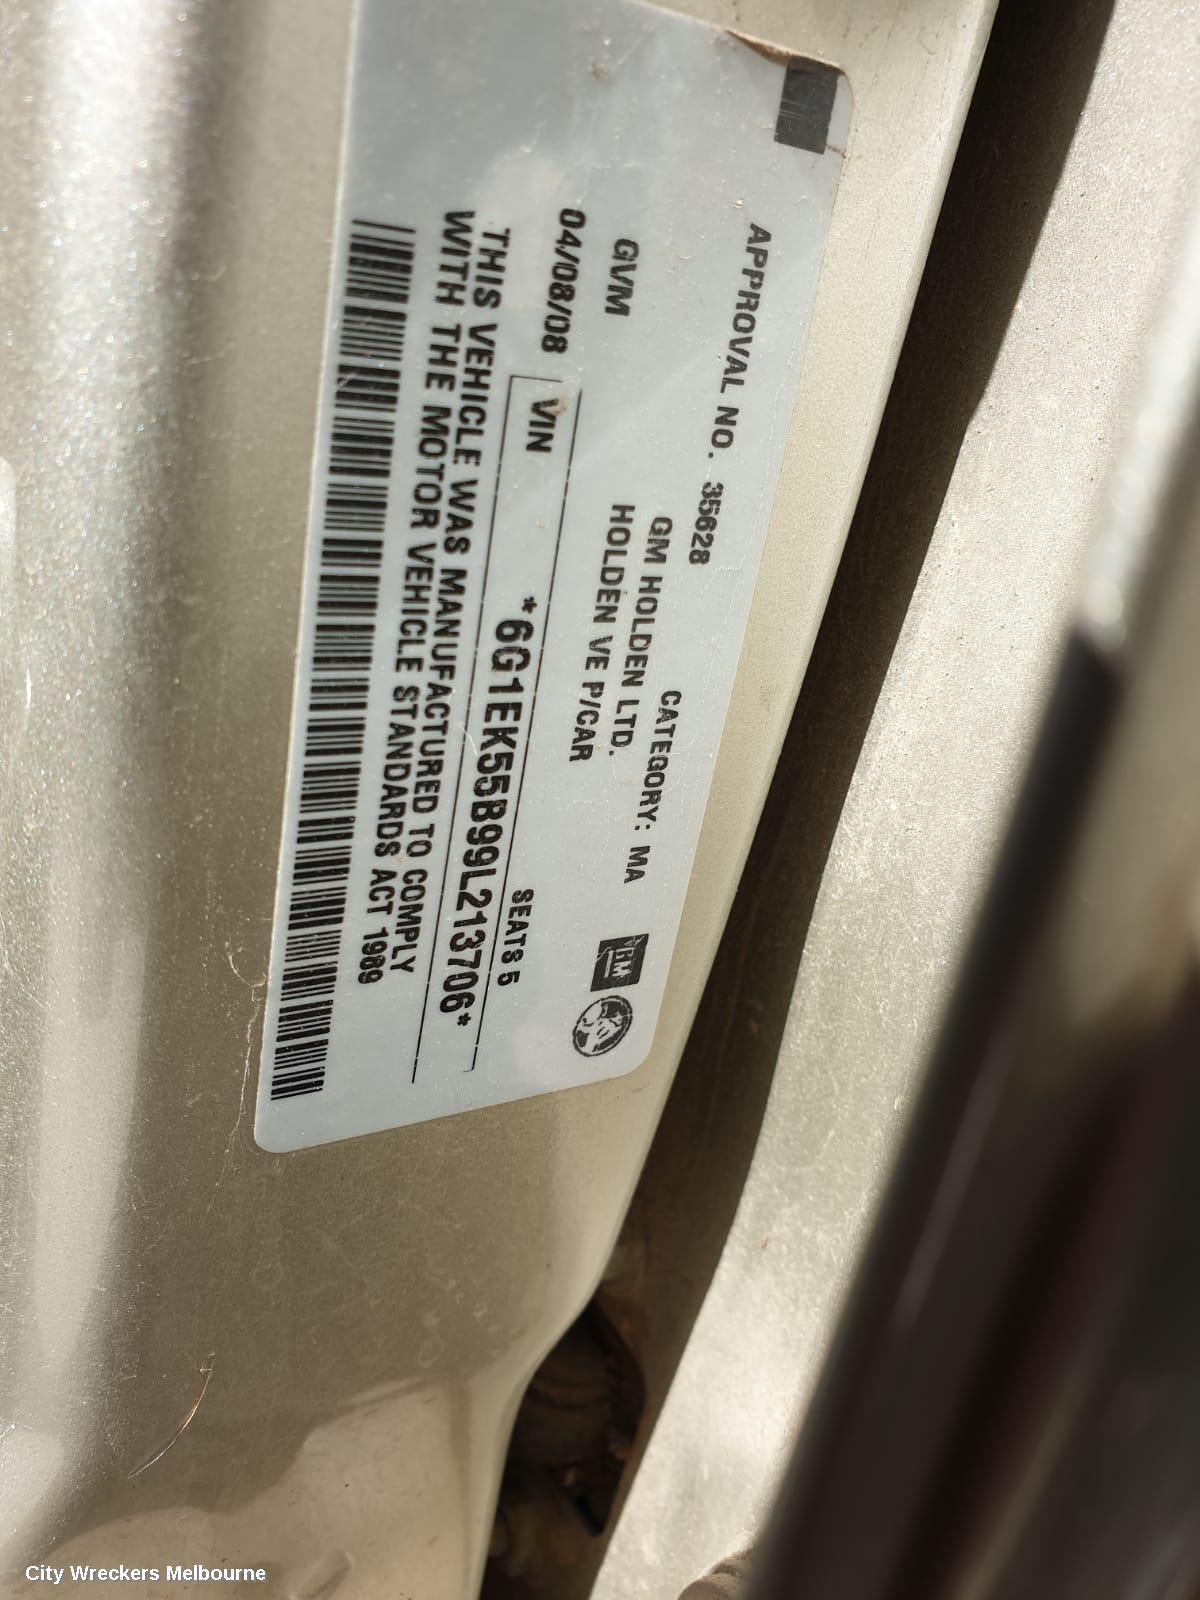 APPROVAL NO. 35628 CATEGORY: MA
GM HOLDEN LTD.
GVM HOLDEN VE P/CAR
04/08/08 SEATS 5
VIN *6G1EK55B99L213706*
THIS VEHICLE WAS MANUFACTURED TO COMPLY
WITH THE MOTOR VEHICLE STANDARDS ACT 1989
City Wreckers Melbourne